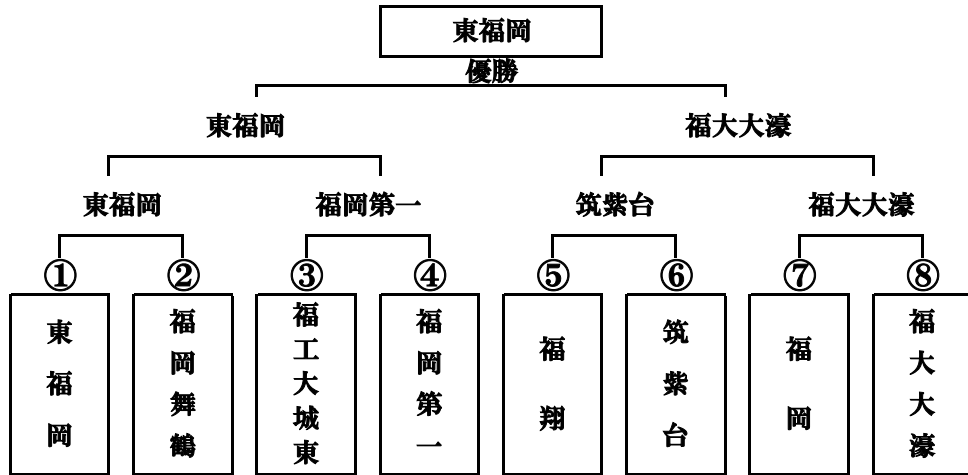 東福岡
優勝
東福岡
福大大濠
東福岡
福岡第一
筑紫台
福大大濠
①
②
③
④
⑤
⑥
⑦
⑧
東福岡
福岡舞鶴
福工大城東
福岡第一
福翔
筑紫台
福岡
福大大濠